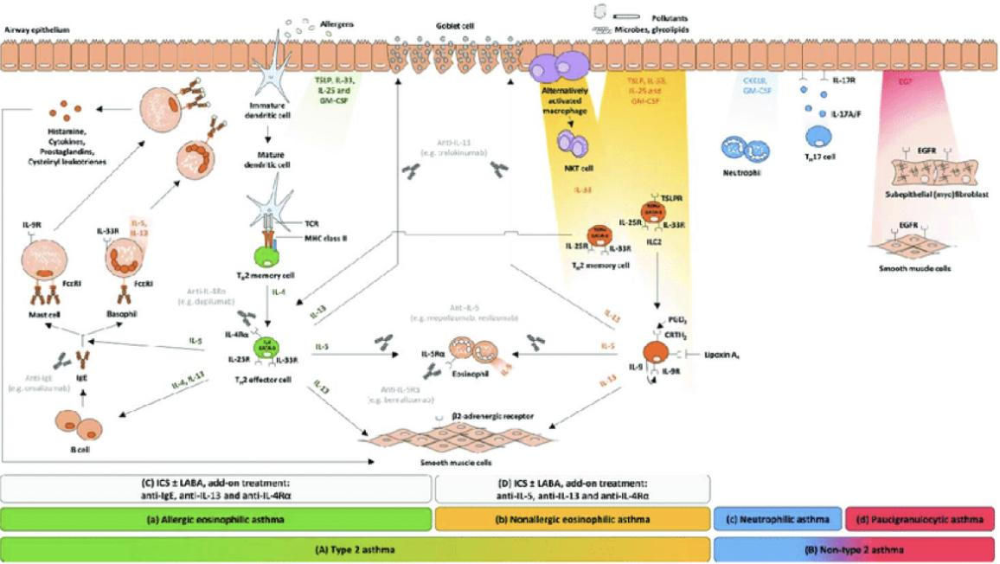 Pollutants
Airway epithelium
Allergens
Goblet cell
Microbes, glycolipids
TSLP, IL-33,
IL-25 and
GM-CSF
Immature
dendritic cell
Mature
dendritic cell
Histamine,
Cytokines,
Prostaglandins,
Cysteinyl leukotrienes
Alternatively
activated
macrophage
NKT cell
IL-33
TSLP, IL-33,
IL-25 and
GM-CSF
CXCL8,
GM-CSF
Neutrophil
IL-17R
IL-17A/F
TH17 cell
EGF
EGFR
Subepithelial (myo)fibroblast
EGFR
Smooth muscle cells
Anti-IL-13
(e.g. tralokinumab)
IL-9R
FcεRI
Mast cell
IL-33R
IL-5,
IL-13
FcεRI
Basophil
TCR
MHC class II
TH2 memory cell
IL-4
TSLPR
IL-25R
IL-33R
ILC2
IL-25R
IL-33R
TH2 memory cell
Anti-IL-4Rα
(e.g. dupilumab)
IL-4Rα
GATA-3
IL-25R
IL-33R
TH2 effector cell
IL-13
IL-5
IL-5
IL-4, IL-13
IL-13
Anti-IL-5
(e.g. mepolizumab, reslizumab)
IL-5Rα
Eosinophil
IL-5
Anti-IL-5Rα
(e.g. benralizumab)
IL-13
IL-5
IL-13
PGD2
CRTH2
Lipoxin A4
IL-9
IL-9R
Anti-IgE
(e.g. omalizumab)
IgE
B cell
β2-adrenergic receptor
Smooth muscle cells
(C) ICS ± LABA, add-on treatment:
anti-IgE, anti-IL-13 and anti-IL-4Rα
(D) ICS ± LABA, add-on treatment:
anti-IL-5, anti-IL-13 and anti-IL-4Rα
(a) Allergic eosinophilic asthma
(b) Nonallergic eosinophilic asthma
(c) Neutrophilic asthma
(d) Paucigranulocytic asthma
(A) Type 2 asthma
(B) Non-type 2 asthma